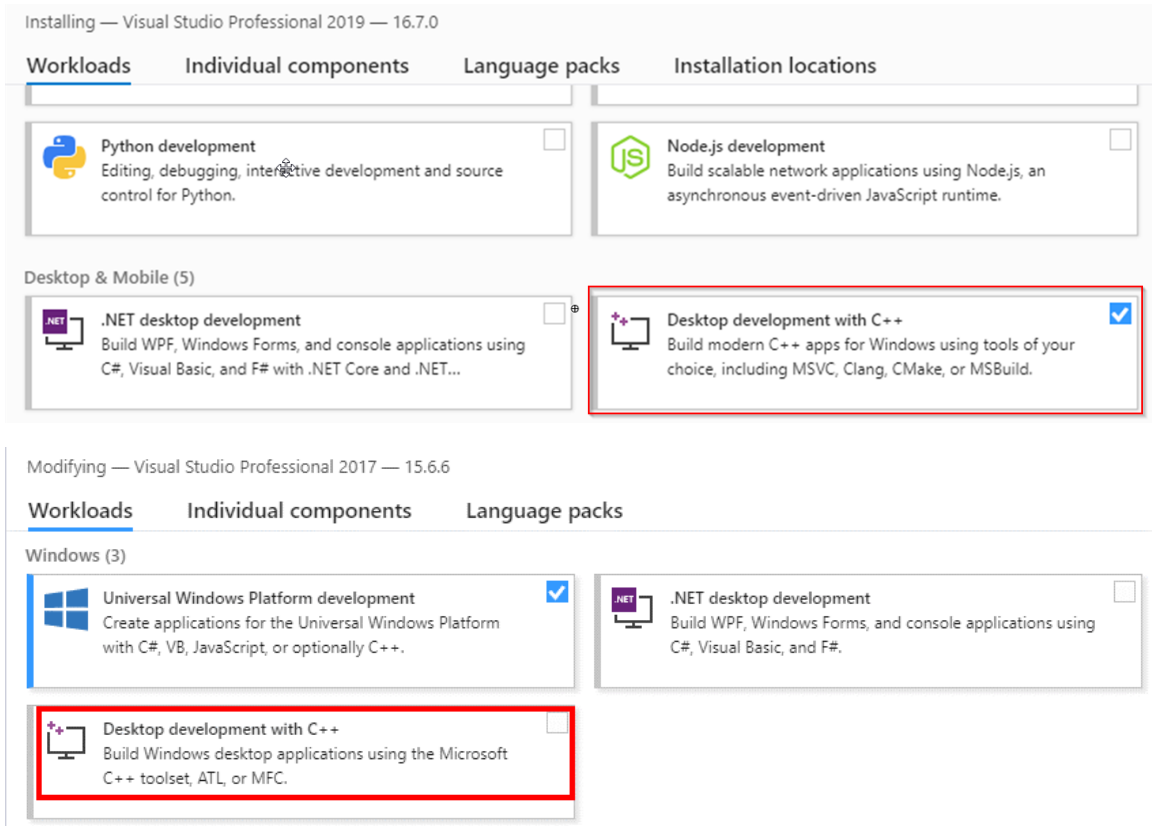 Installing — Visual Studio Professional 2019 — 16.7.0
Workloads Individual components Language packs Installation locations
Python development
Editing, debugging, interactive development and source
control for Python.
Node.js development
Build scalable network applications using Node.js, an
asynchronous event-driven JavaScript runtime.
Desktop & Mobile (5)
.NET
.NET desktop development
Build WPF, Windows Forms, and console applications using
C#, Visual Basic, and F# with .NET Core and .NET...
Desktop development with C++
Build modern C++ apps for Windows using tools of your
choice, including MSVC, Clang, CMake, or MSBuild.
Modifying — Visual Studio Professional 2017 — 15.6.6
Workloads Individual components Language packs
Windows (3)
Universal Windows Platform development
Create applications for the Universal Windows Platform
with C#, VB, JavaScript, or optionally C++.
.NET
.NET desktop development
Build WPF, Windows Forms, and console applications using
C#, Visual Basic, and F#.
Desktop development with C++
Build Windows desktop applications using the Microsoft
C++ toolset, ATL, or MFC.